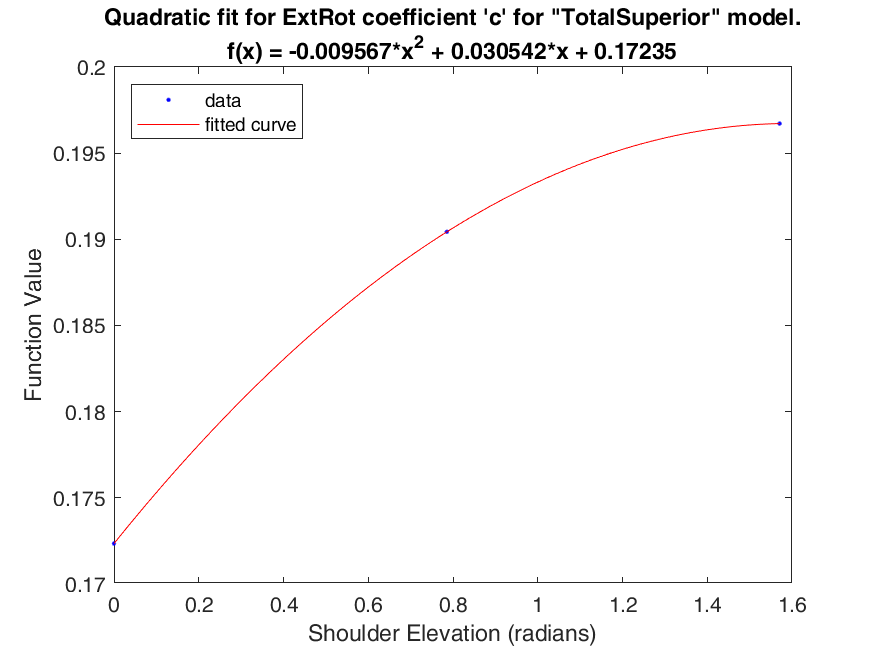 Quadratic fit for ExtRot coefficient 'c' for "TotalSuperior" model.
f(x) = -0.009567*x² + 0.030542*x + 0.17235
data
fitted curve
0.2
0.195
0.19
0.185
0.18
0.175
0.17
Function Value
0 0.2 0.4 0.6 0.8 1 1.2 1.4 1.6
Shoulder Elevation (radians)